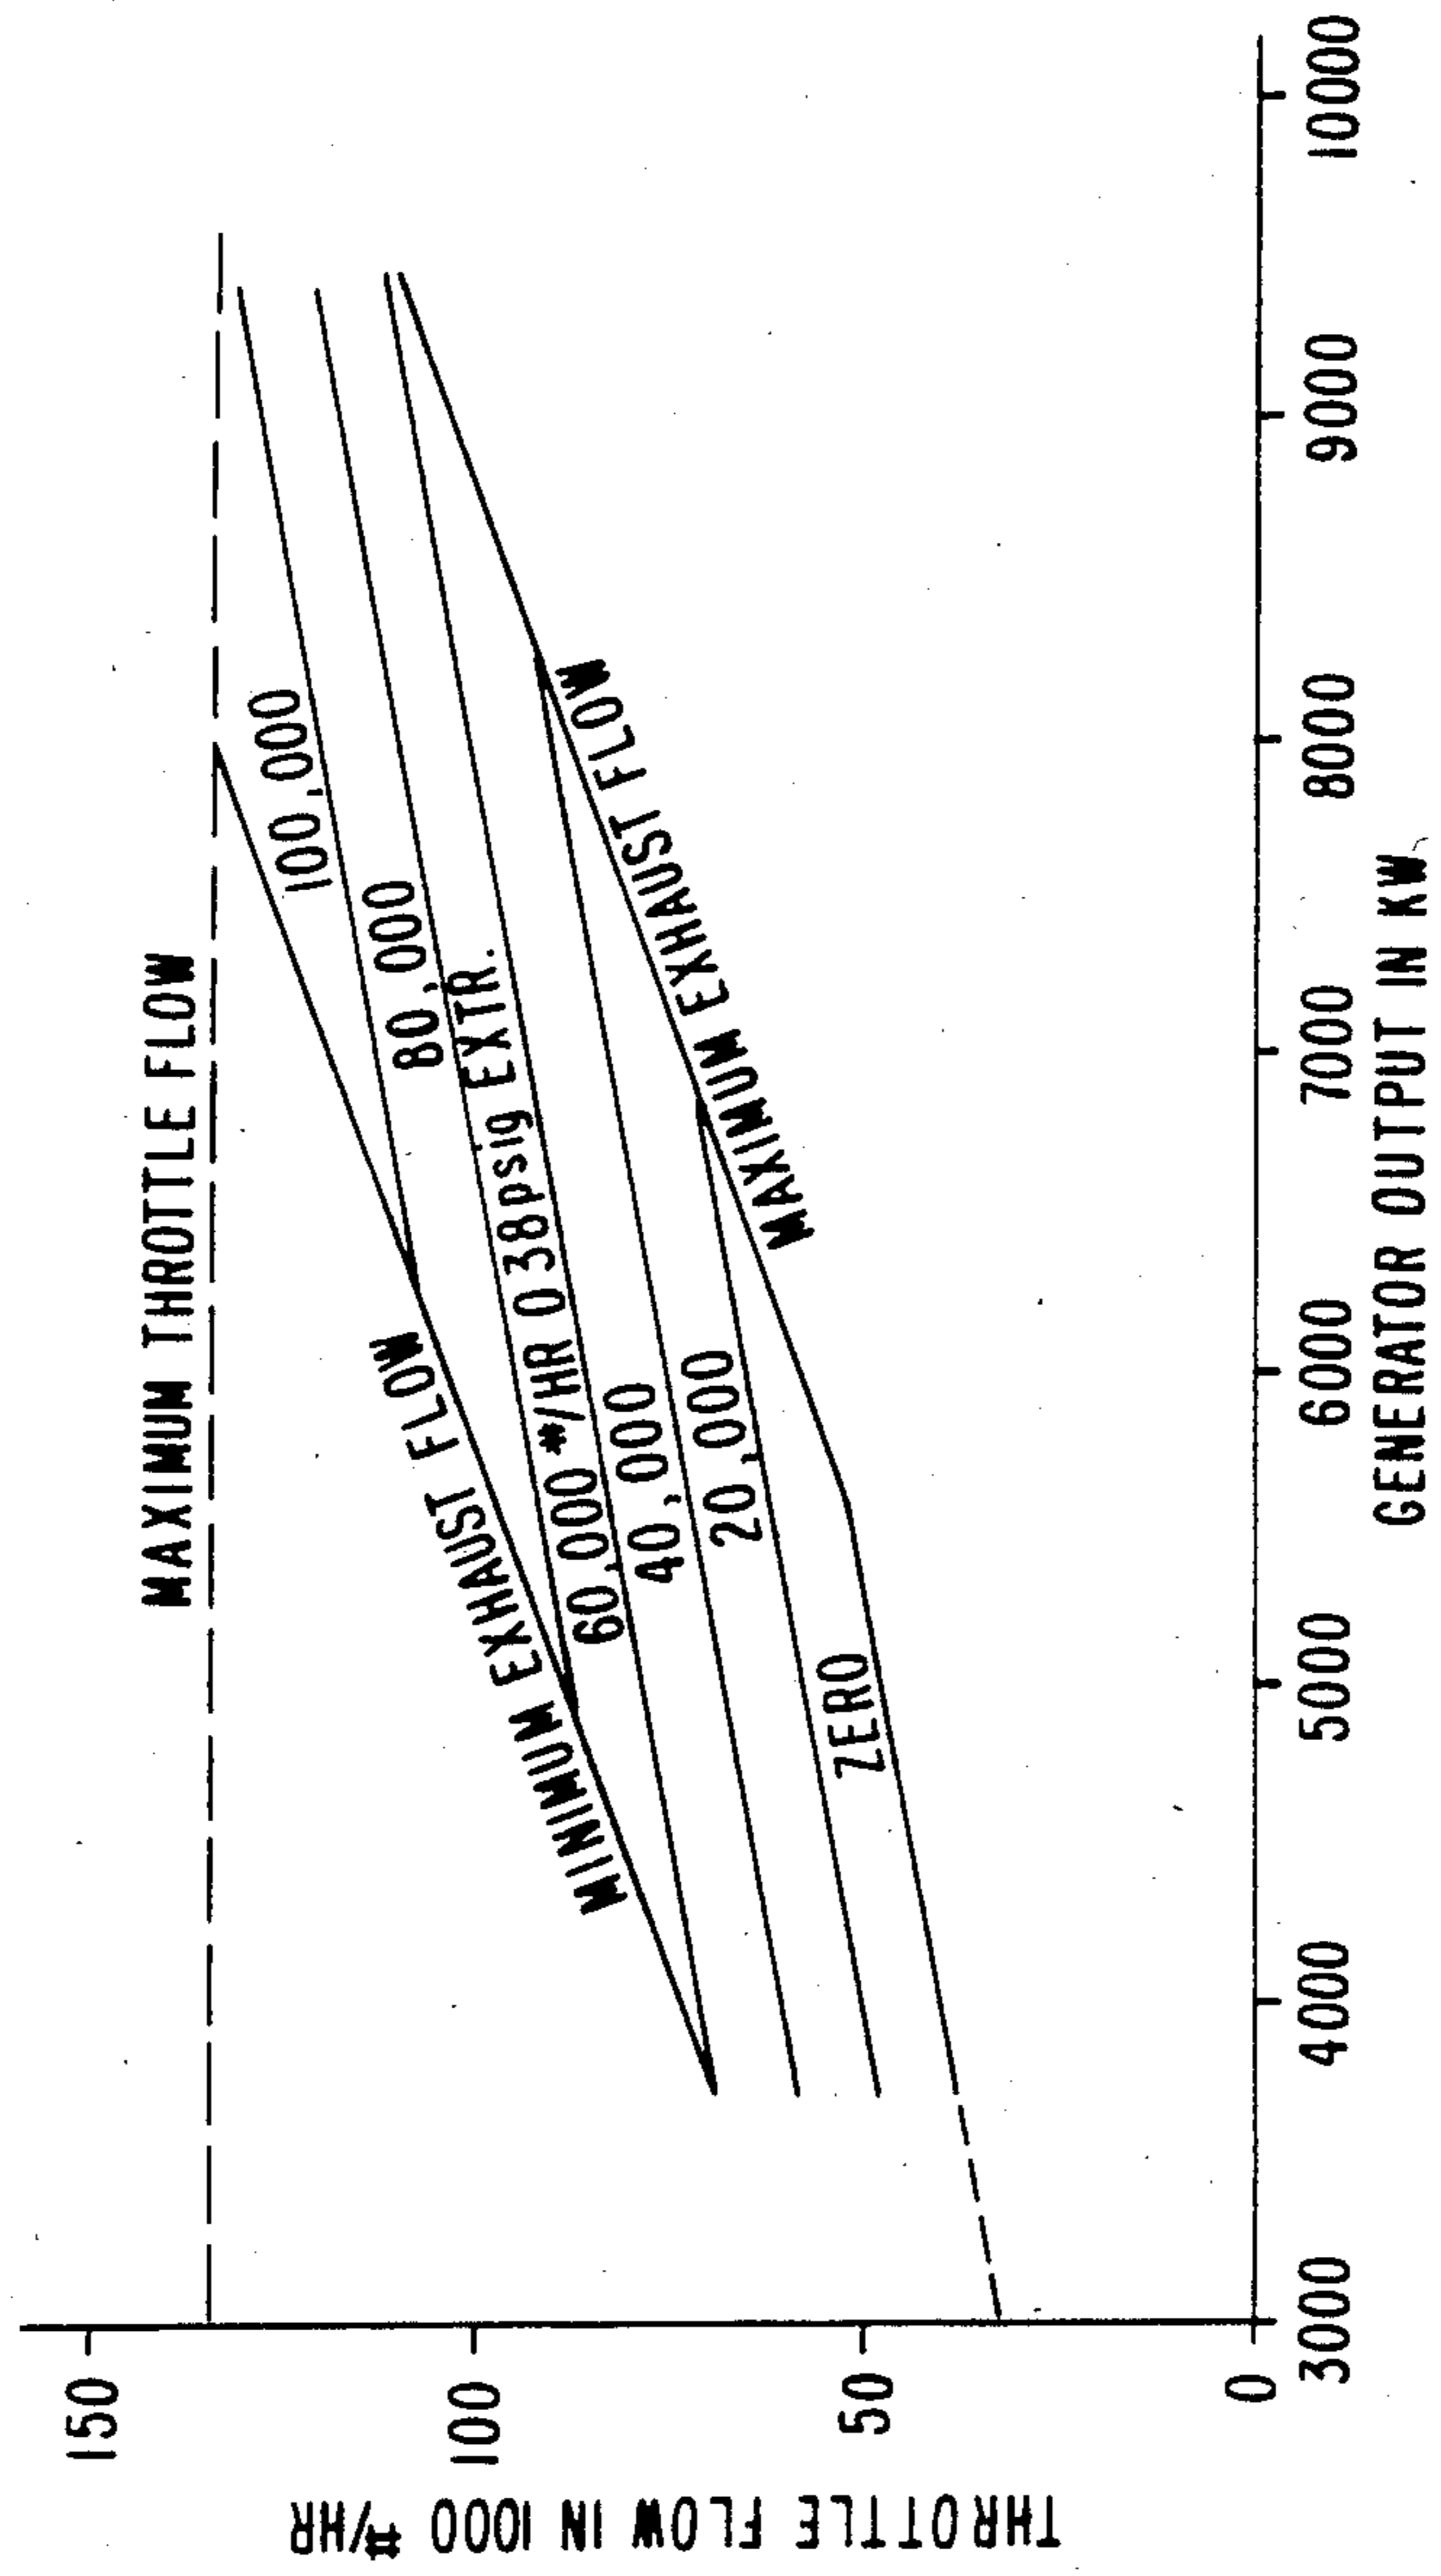 MAXIMUM THROTTLE FLOW
MINIMUM EXHAUST FLOW
100,000
80,000
60,000 */HR 0 38psig EXTR.
40,000
20,000
ZERO
MAXIMUM EXHAUST FLOW
THROTTLE FLOW IN 1000 #/HR
150
100
50
0
3000 4000 5000 6000 7000 8000 9000 10000
GENERATOR OUTPUT IN KW